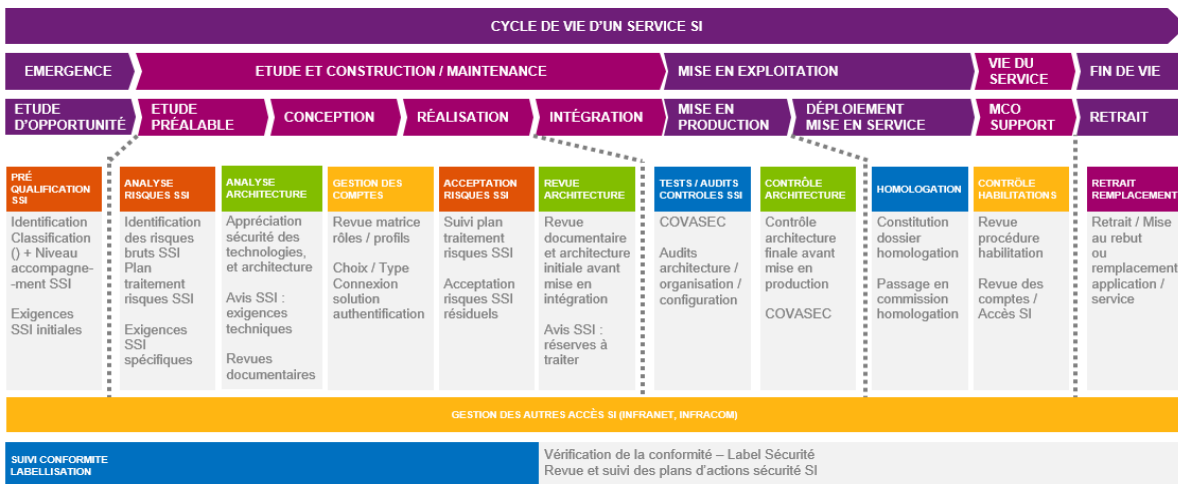 CYCLE DE VIE D'UN SERVICE SI
EMERGENCE
ETUDE ET CONSTRUCTION / MAINTENANCE
MISE EN EXPLOITATION
VIE DU
SERVICE
FIN DE VIE
ETUDE
D'OPPORTUNITÉ
ETUDE
PRÉALABLE
CONCEPTION
RÉALISATION
INTÉGRATION
MISE EN
PRODUCTION
DÉPLOIEMENT
MISE EN SERVICE
MCO
SUPPORT
RETRAIT
PRÉ
QUALIFICATION
SSI
Identification
Classification
() + Niveau
accompagne-
-ment SSI
Exigences
SSI initiales
ANALYSE
RISQUES SSI
Identification
des risques
bruts SSI
Plan
traitement
risques SSI
Exigences
SSI
spécifiques
ANALYSE
ARCHITECTURE
Appréciation
sécurité des
technologies,
et architecture
Avis SSI :
exigences
techniques
Revues
documentaires
GESTION DES
COMPTES
Revue matrice
rôles / profils
Choix / Type
Connexion
solution
authentification
ACCEPTATION
RISQUES SSI
Suivi plan
traitement
risques SSI
Acceptation
risques SSI
résiduels
REVUE
ARCHITECTURE
Revue
documentaire
et architecture
initiale avant
mise en
intégration
Avis SSI :
réserves à
traiter
TESTS / AUDITS
CONTROLES SSI
COVASEC
Audits
architecture /
organisation /
configuration
CONTRÔLE
ARCHITECTURE
Contrôle
architecture
finale avant
mise en
production
COVASEC
HOMOLOGATION
Constitution
dossier
homologation
Passage en
commission
homologation
CONTRÔLE
HABILITATIONS
Revue
procédure
habilitation
Revue des
comptes /
Accès SI
RETRAIT
REMPLACEMENT
Retrait / Mise
au rebut
ou
remplacement
application /
service
GESTION DES AUTRES ACCÈS SI (INFRANET, INFRACOM)
SUIVI CONFORMITE
LABELLISATION
Vérification de la conformité – Label Sécurité
Revue et suivi des plans d'actions sécurité SI